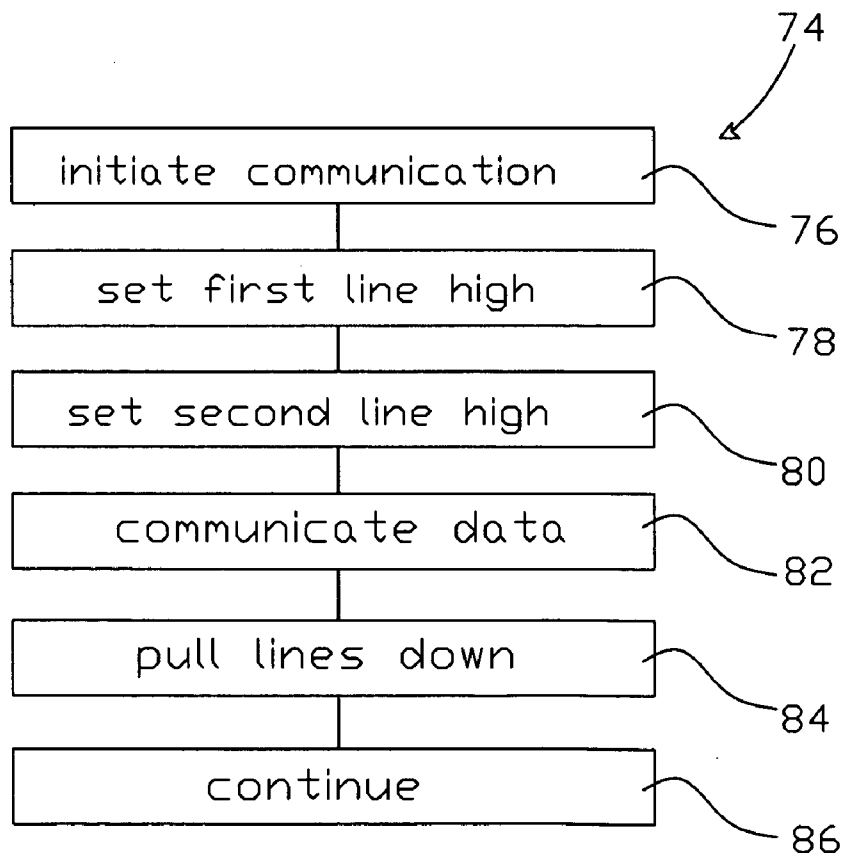 74
initiate communication
76
set first line high
78
set second line high
80
communicate data
82
pull lines down
84
continue
86